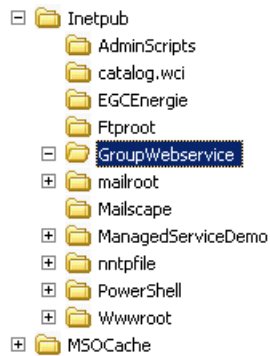 Inetpub
AdminScripts
catalog.wci
EGCEnergie
Ftproot
GroupWebservice
mailroot
Mailscape
ManagedServiceDemo
nntpfile
PowerShell
Wwwroot
MSOCache